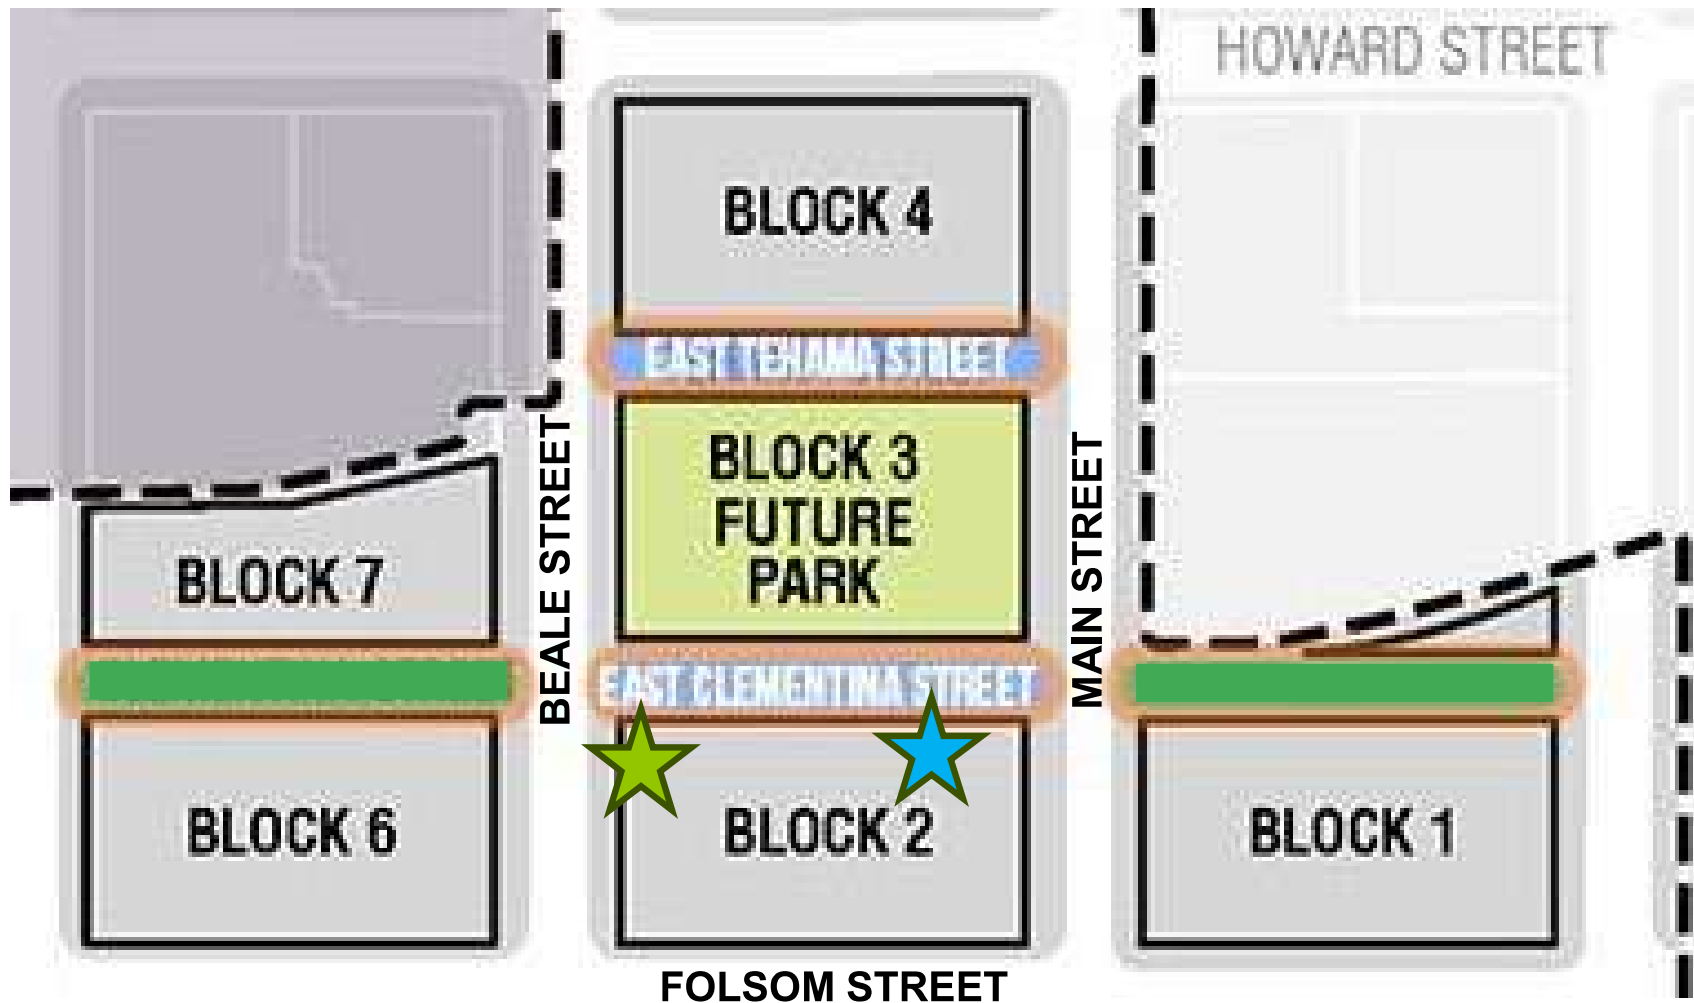 HOWARD STREET
BLOCK 4
EAST TEHAMA STREET
BLOCK 3
FUTURE
PARK
BEALE STREET
MAIN STREET
BLOCK 7
EAST CLEMENTINA STREET
BLOCK 6
BLOCK 2
BLOCK 1
FOLSOM STREET